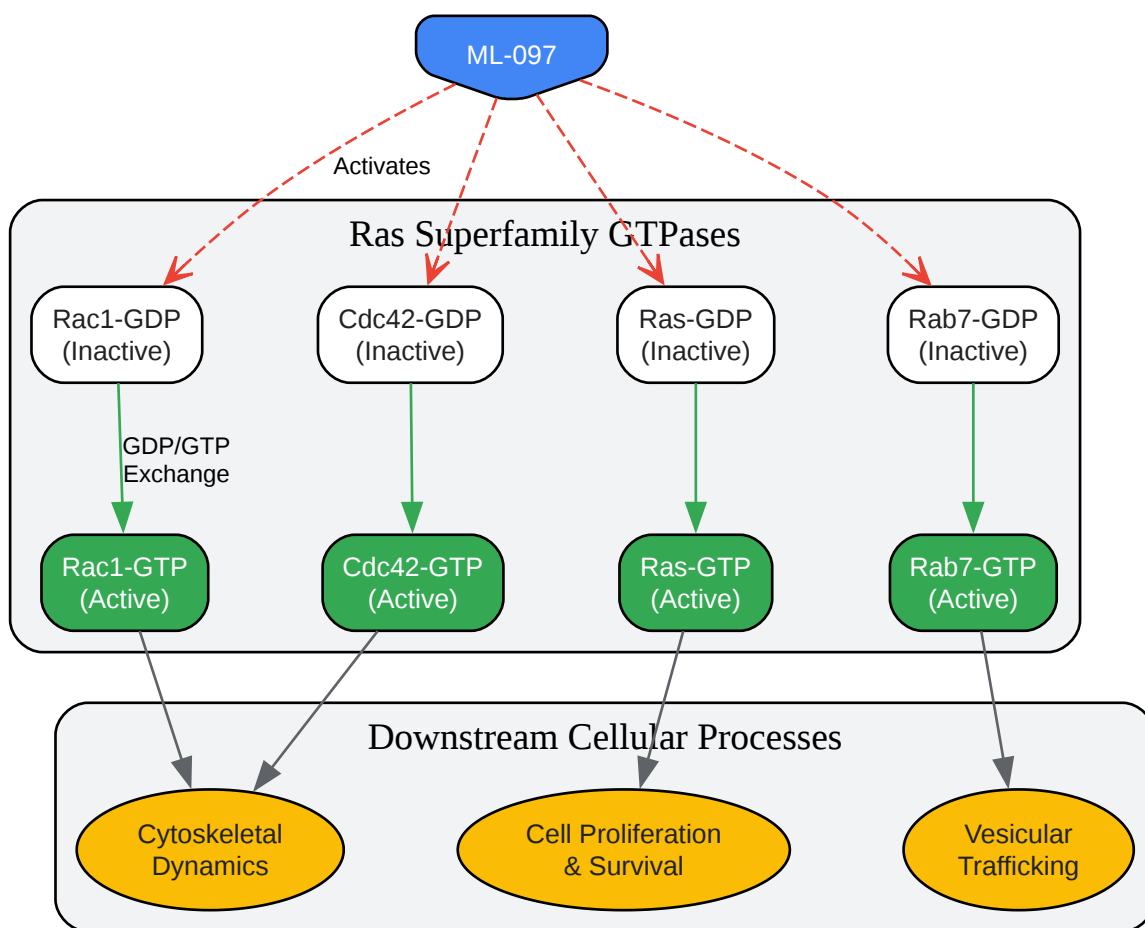 ML-097
Activates
Ras Superfamily GTPases
Rac1-GDP
(Inactive)
Cdc42-GDP
(Inactive)
Ras-GDP
(Inactive)
Rab7-GDP
(Inactive)
GDP/GTP
Exchange
Rac1-GTP
(Active)
Cdc42-GTP
(Active)
Ras-GTP
(Active)
Rab7-GTP
(Active)
Downstream Cellular Processes
Cytoskeletal
Dynamics
Cell Proliferation
& Survival
Vesicular
Trafficking